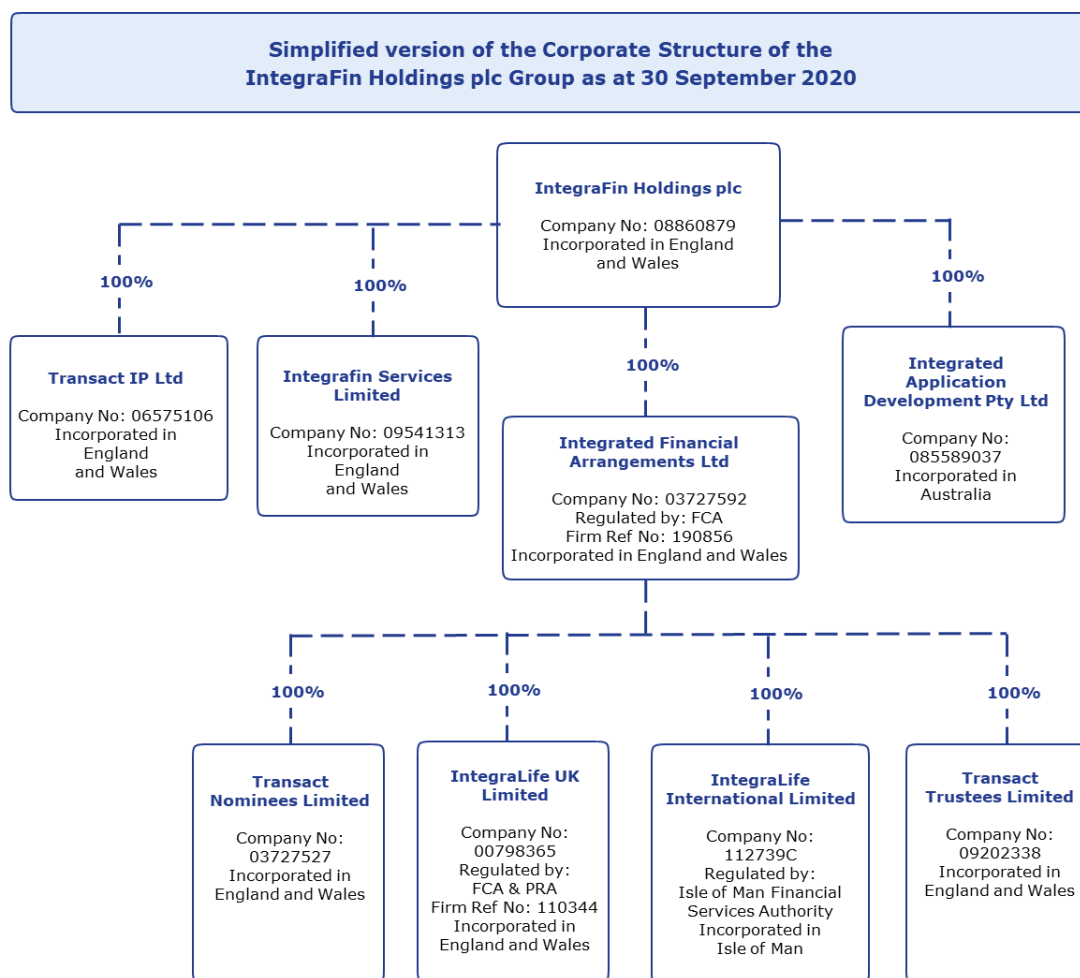 Simplified version of the Corporate Structure of the
IntegraFin Holdings plc Group as at 30 September 2020
IntegraFin Holdings plc
Company No: 08860879
Incorporated in England
and Wales
100%
100%
100%
100%
Transact IP Ltd
Company No: 06575106
Incorporated in
England
and Wales
Integrafin Services
Limited
Company No: 09541313
Incorporated in
England
and Wales
Integrated Financial
Arrangements Ltd
Company No: 03727592
Regulated by: FCA
Firm Ref No: 190856
Incorporated in England and Wales
Integrated
Application
Development Pty Ltd
Company No:
085589037
Incorporated in
Australia
100%
100%
100%
100%
Transact
Nominees Limited
Company No:
03727527
Incorporated in
England and Wales
IntegraLife UK
Limited
Company No:
00798365
Regulated by:
FCA & PRA
Firm Ref No: 110344
Incorporated in
England and Wales
IntegraLife
International Limited
Company No:
112739C
Regulated by:
Isle of Man Financial
Services Authority
Incorporated in
Isle of Man
Transact
Trustees Limited
Company No:
09202338
Incorporated in
England and Wales